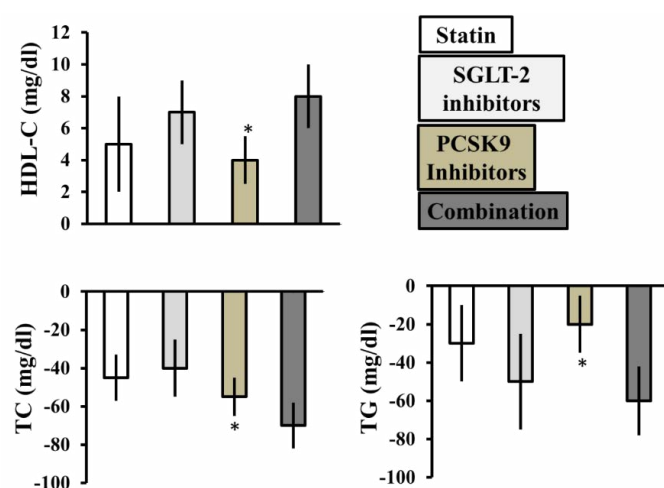 12
10
8
6
4
2
0
HDL-C (mg/dl)
*
Statin
SGLT-2
inhibitors
PCSK9
Inhibitors
Combination
0
-20
-40
-60
-80
-100
TC (mg/dl)
*
0
-20
-40
-60
-80
-100
TG (mg/dl)
*